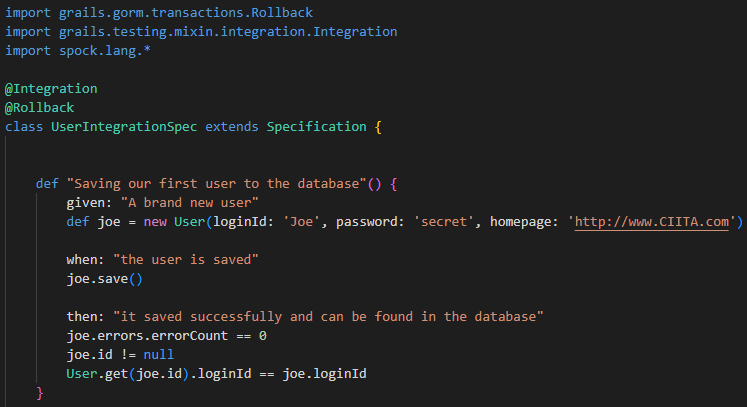 import grails.gorm.transactions.Rollback
import grails.testing.mixin.integration.Integration
import spock.lang.*
@Integration
@Rollback
class UserIntegrationSpec extends Specification {
def "Saving our first user to the database"() {
given: "A brand new user"
def joe = new User(loginId: 'Joe', password: 'secret', homepage: 'http://www.CIITA.com')
when: "the user is saved"
joe.save()
then: "it saved successfully and can be found in the database"
joe.errors.errorCount == 0
joe.id != null
User.get(joe.id).loginId == joe.loginId
}